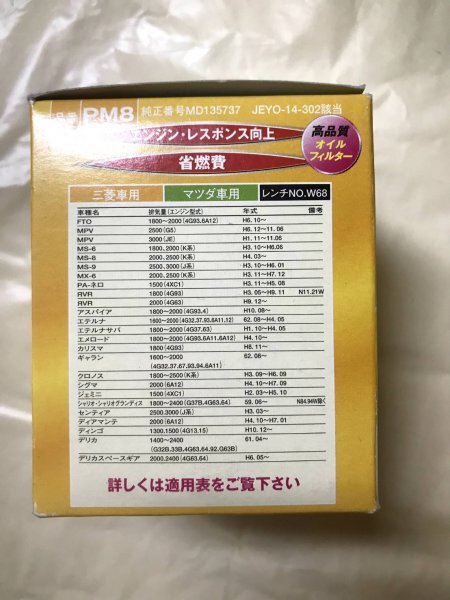 品番 PM8 純正番号MD135737 JEYO-14-302該当
エンジン・レスポンス向上
省燃費
高品質
オイル
フィルター
三菱車用 マツダ車用 レンチNO.W68
車種名 排気量(エンジン型式) 年式 備考
FTO 1800〜2000(4G93.6A12) H6.10〜
MPV 2500(G5) H6.12〜11.06
MPV 3000(JE) H1.11〜11.05
MS-6 1800〜2000(K系) H3.10〜H6.06
MS-8 2000〜2500(K系) H4.03〜
MS-9 2500.3000(J系) H3.10〜H6.01
MX-6 2000.2500(K系) H3.11〜H7.12
PA-ネロ 1500(4XC1) H3.11〜H5.08
RVR 1800(4G93) H3.05〜H9.11 N11.21W
RVR 2000(4G63) H9.12〜
アスパイア 1800〜2000(4G93.4) H10.08〜
エテルナ 1600〜2000(4G32.37.93.6A11.12) 62.08〜H4.05
エテルナサバ 1800〜2000(4G37.63) H1.10〜H4.05
エメロード 1800〜2000(4G93.6A11.6A12) H4.10〜
カリスマ 1800(4G93) H8.11〜
ギャラン 1600〜2000 62.08〜
(4G32.37.67.93.94.6A11)
クロノス 1800〜2500(K系) H3.09〜H6.09
シグマ 2000(6A12) H4.10〜H6.09
ジェミニ 1500(4XC1) H2.03〜H5.10
シャリオ・シャリオグランディス 1800〜2400(G37B.4G63.64) 59.06〜 N84.94W除く
センティア 2500.3000(J系) H3.03〜
ディアマンテ 2000(6A12) H4.10〜H7.01
ディンゴ 1300.1500(4G13.15) H10.12〜
デリカ 1400〜2400 61.04〜
(G32B.33B.4G63.64.92.G63B)
デリカスペースギア 2000.2400(4G63.64) H6.05〜
詳しくは適用表をご覧下さい